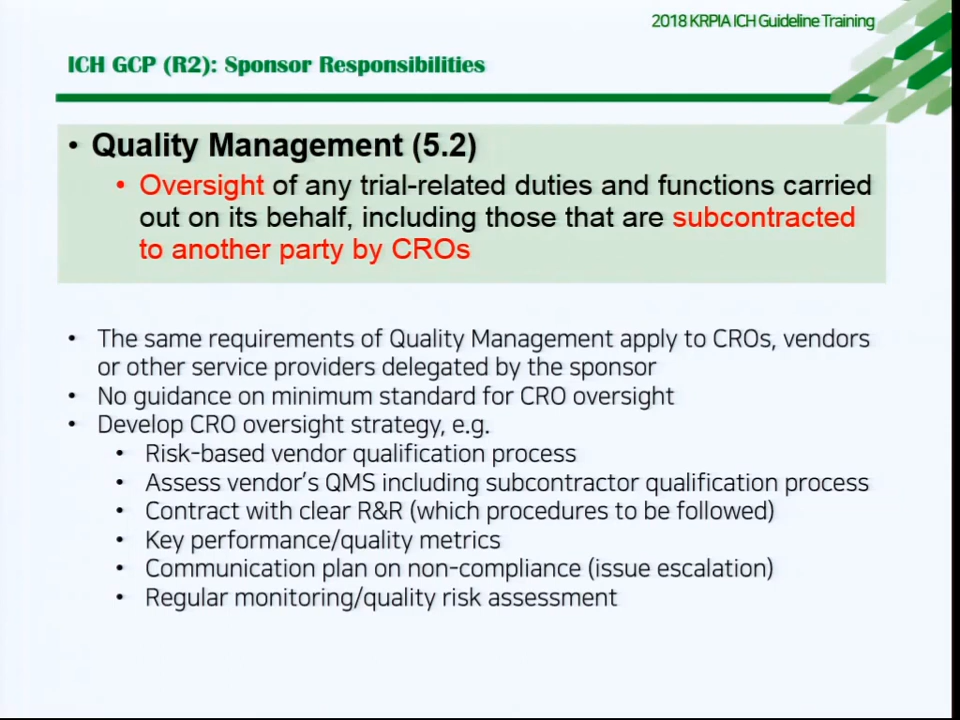 2018 KRPIA ICH Guideline Training
ICH GCP (R2): Sponsor Responsibilities
• Quality Management (5.2)
• Oversight of any trial-related duties and functions carried
out on its behalf, including those that are subcontracted
to another party by CROs
• The same requirements of Quality Management apply to CROs, vendors
or other service providers delegated by the sponsor
• No guidance on minimum standard for CRO oversight
• Develop CRO oversight strategy, e.g.
• Risk-based vendor qualification process
• Assess vendor's QMS including subcontractor qualification process
• Contract with clear R&R (which procedures to be followed)
• Key performance/quality metrics
• Communication plan on non-compliance (issue escalation)
• Regular monitoring/quality risk assessment